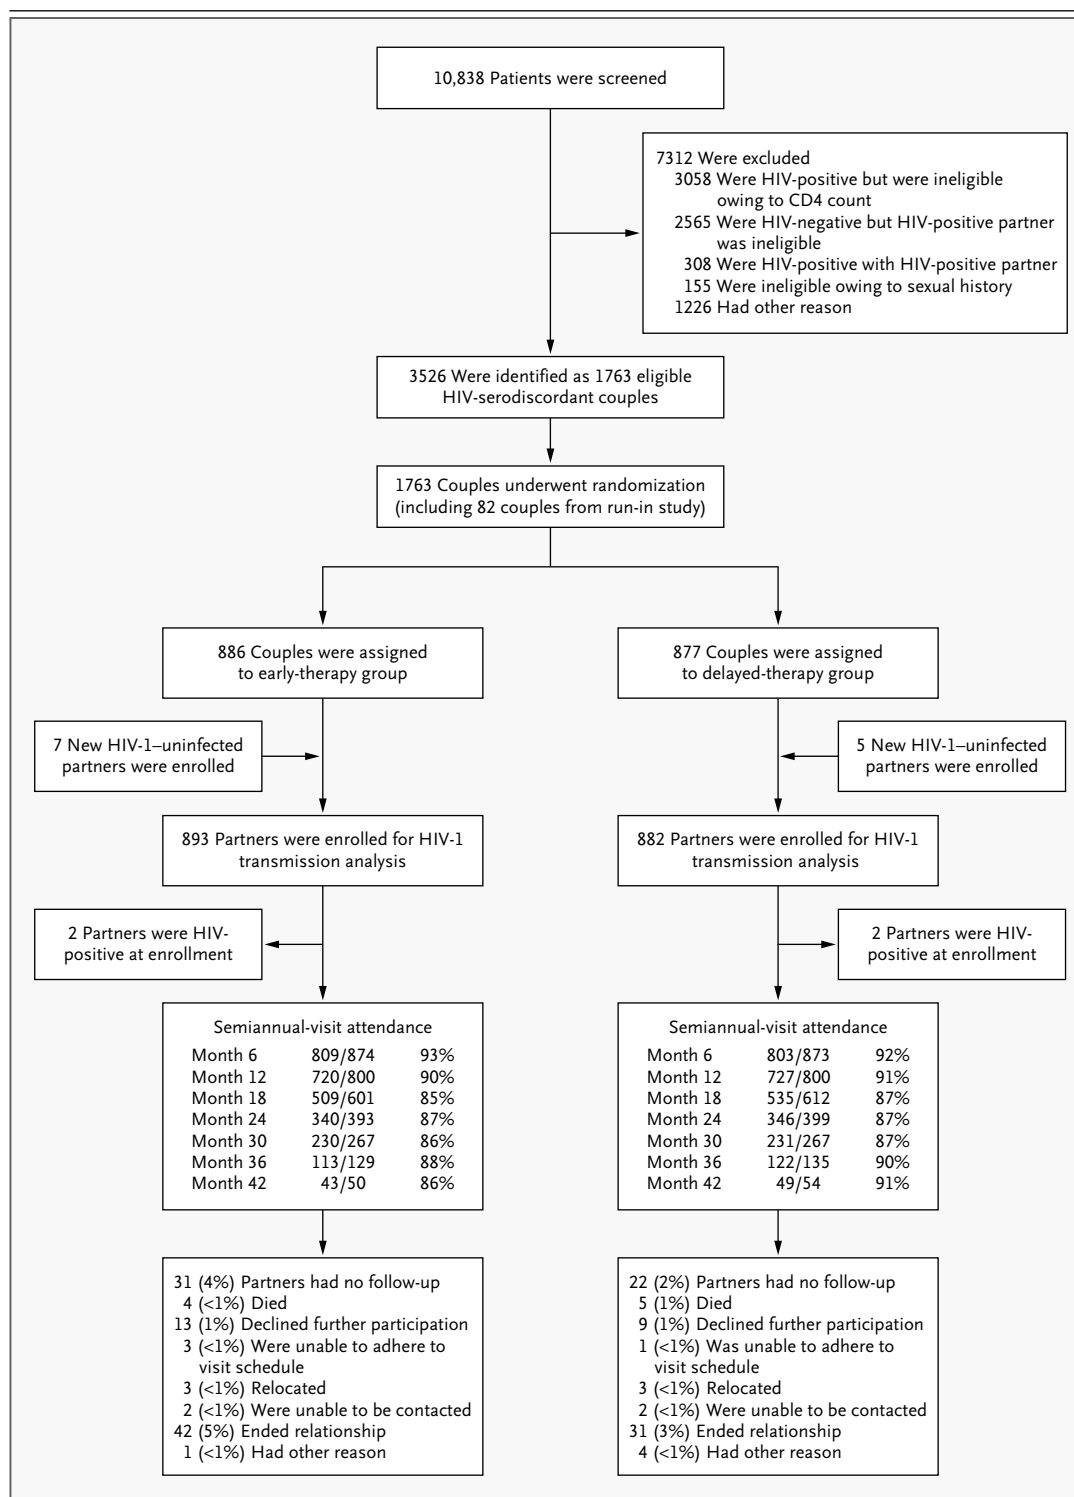 10,838 Patients were screened
7312 Were excluded
3058 Were HIV-positive but were ineligible
owing to CD4 count
2565 Were HIV-negative but HIV-positive partner
was ineligible
308 Were HIV-positive with HIV-positive partner
155 Were ineligible owing to sexual history
1226 Had other reason
3526 Were identified as 1763 eligible
HIV-serodiscordant couples
1763 Couples underwent randomization
(including 82 couples from run-in study)
886 Couples were assigned
to early-therapy group
877 Couples were assigned
to delayed-therapy group
7 New HIV-1–uninfected
partners were enrolled
5 New HIV-1–uninfected
partners were enrolled
893 Partners were enrolled for HIV-1
transmission analysis
882 Partners were enrolled for HIV-1
transmission analysis
2 Partners were HIV-
positive at enrollment
2 Partners were HIV-
positive at enrollment
Semiannual-visit attendance
Month 6 809/874 93%
Month 12 720/800 90%
Month 18 509/601 85%
Month 24 340/393 87%
Month 30 230/267 86%
Month 36 113/129 88%
Month 42 43/50 86%
Semiannual-visit attendance
Month 6 803/873 92%
Month 12 727/800 91%
Month 18 535/612 87%
Month 24 346/399 87%
Month 30 231/267 87%
Month 36 122/135 90%
Month 42 49/54 91%
31 (4%) Partners had no follow-up
4 (<1%) Died
13 (1%) Declined further participation
3 (<1%) Were unable to adhere to
visit schedule
3 (<1%) Relocated
2 (<1%) Were unable to be contacted
42 (5%) Ended relationship
1 (<1%) Had other reason
22 (2%) Partners had no follow-up
5 (1%) Died
9 (1%) Declined further participation
1 (<1%) Was unable to adhere to
visit schedule
3 (<1%) Relocated
2 (<1%) Were unable to be contacted
31 (3%) Ended relationship
4 (<1%) Had other reason